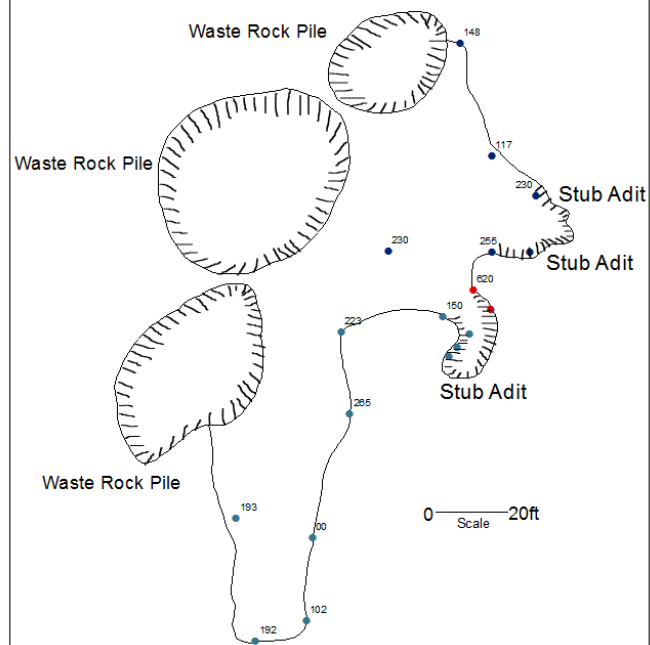 Waste Rock Pile
148
117
Waste Rock Pile
230
Stub Adit
230
255
Stub Adit
620
150
223
Stub Adit
265
Waste Rock Pile
193
0
20ft
Scale
00
102
192